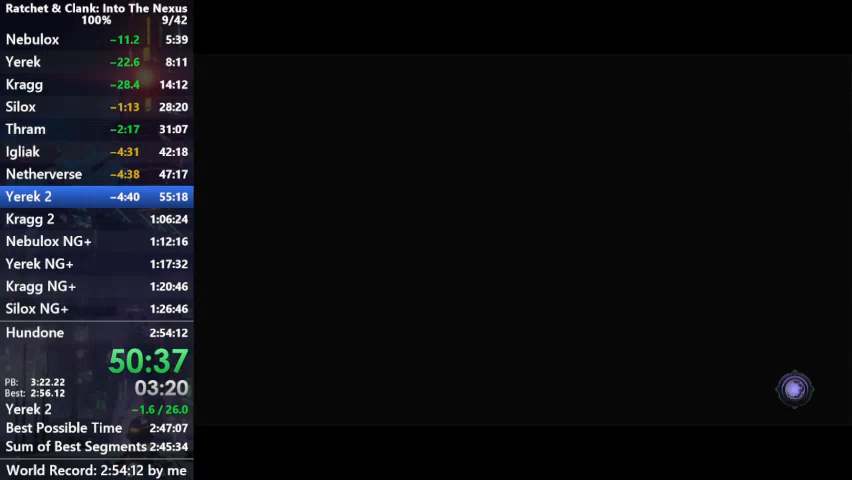 Ratchet & Clank: Into The Nexus
100% 9/42
Nebulox −11.2 5:39
Yerek −22.6 8:11
Kragg −28.4 14:12
Silox −1:13 28:20
Thram −2:17 31:07
Igliak −4:31 42:18
Netherverse −4:38 47:17
Yerek 2 −4:40 55:18
Kragg 2 1:06:24
Nebulox NG+ 1:12:16
Yerek NG+ 1:17:32
Kragg NG+ 1:20:46
Silox NG+ 1:26:46
Hundone 2:54:12
50:37
PB: 3:22.22 03:20
Best: 2:56.12
Yerek 2 −1.6 / 26.0
Best Possible Time 2:47:07
Sum of Best Segments 2:45:34
World Record: 2:54:12 by me